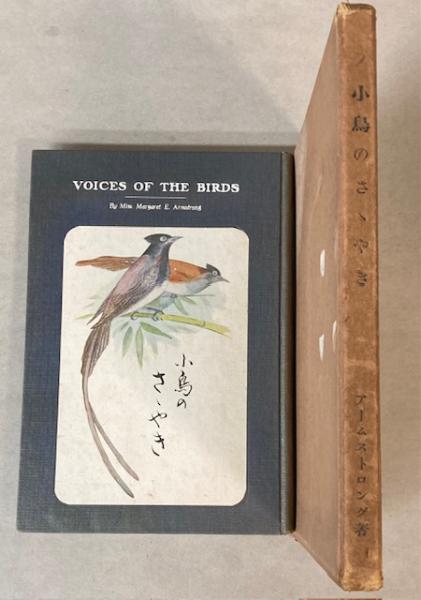 VOICES OF THE BIRDS
By Miss Margaret E. Armstrong
小鳥の
さゝやき
小鳥のさゝやき
アームストロング著